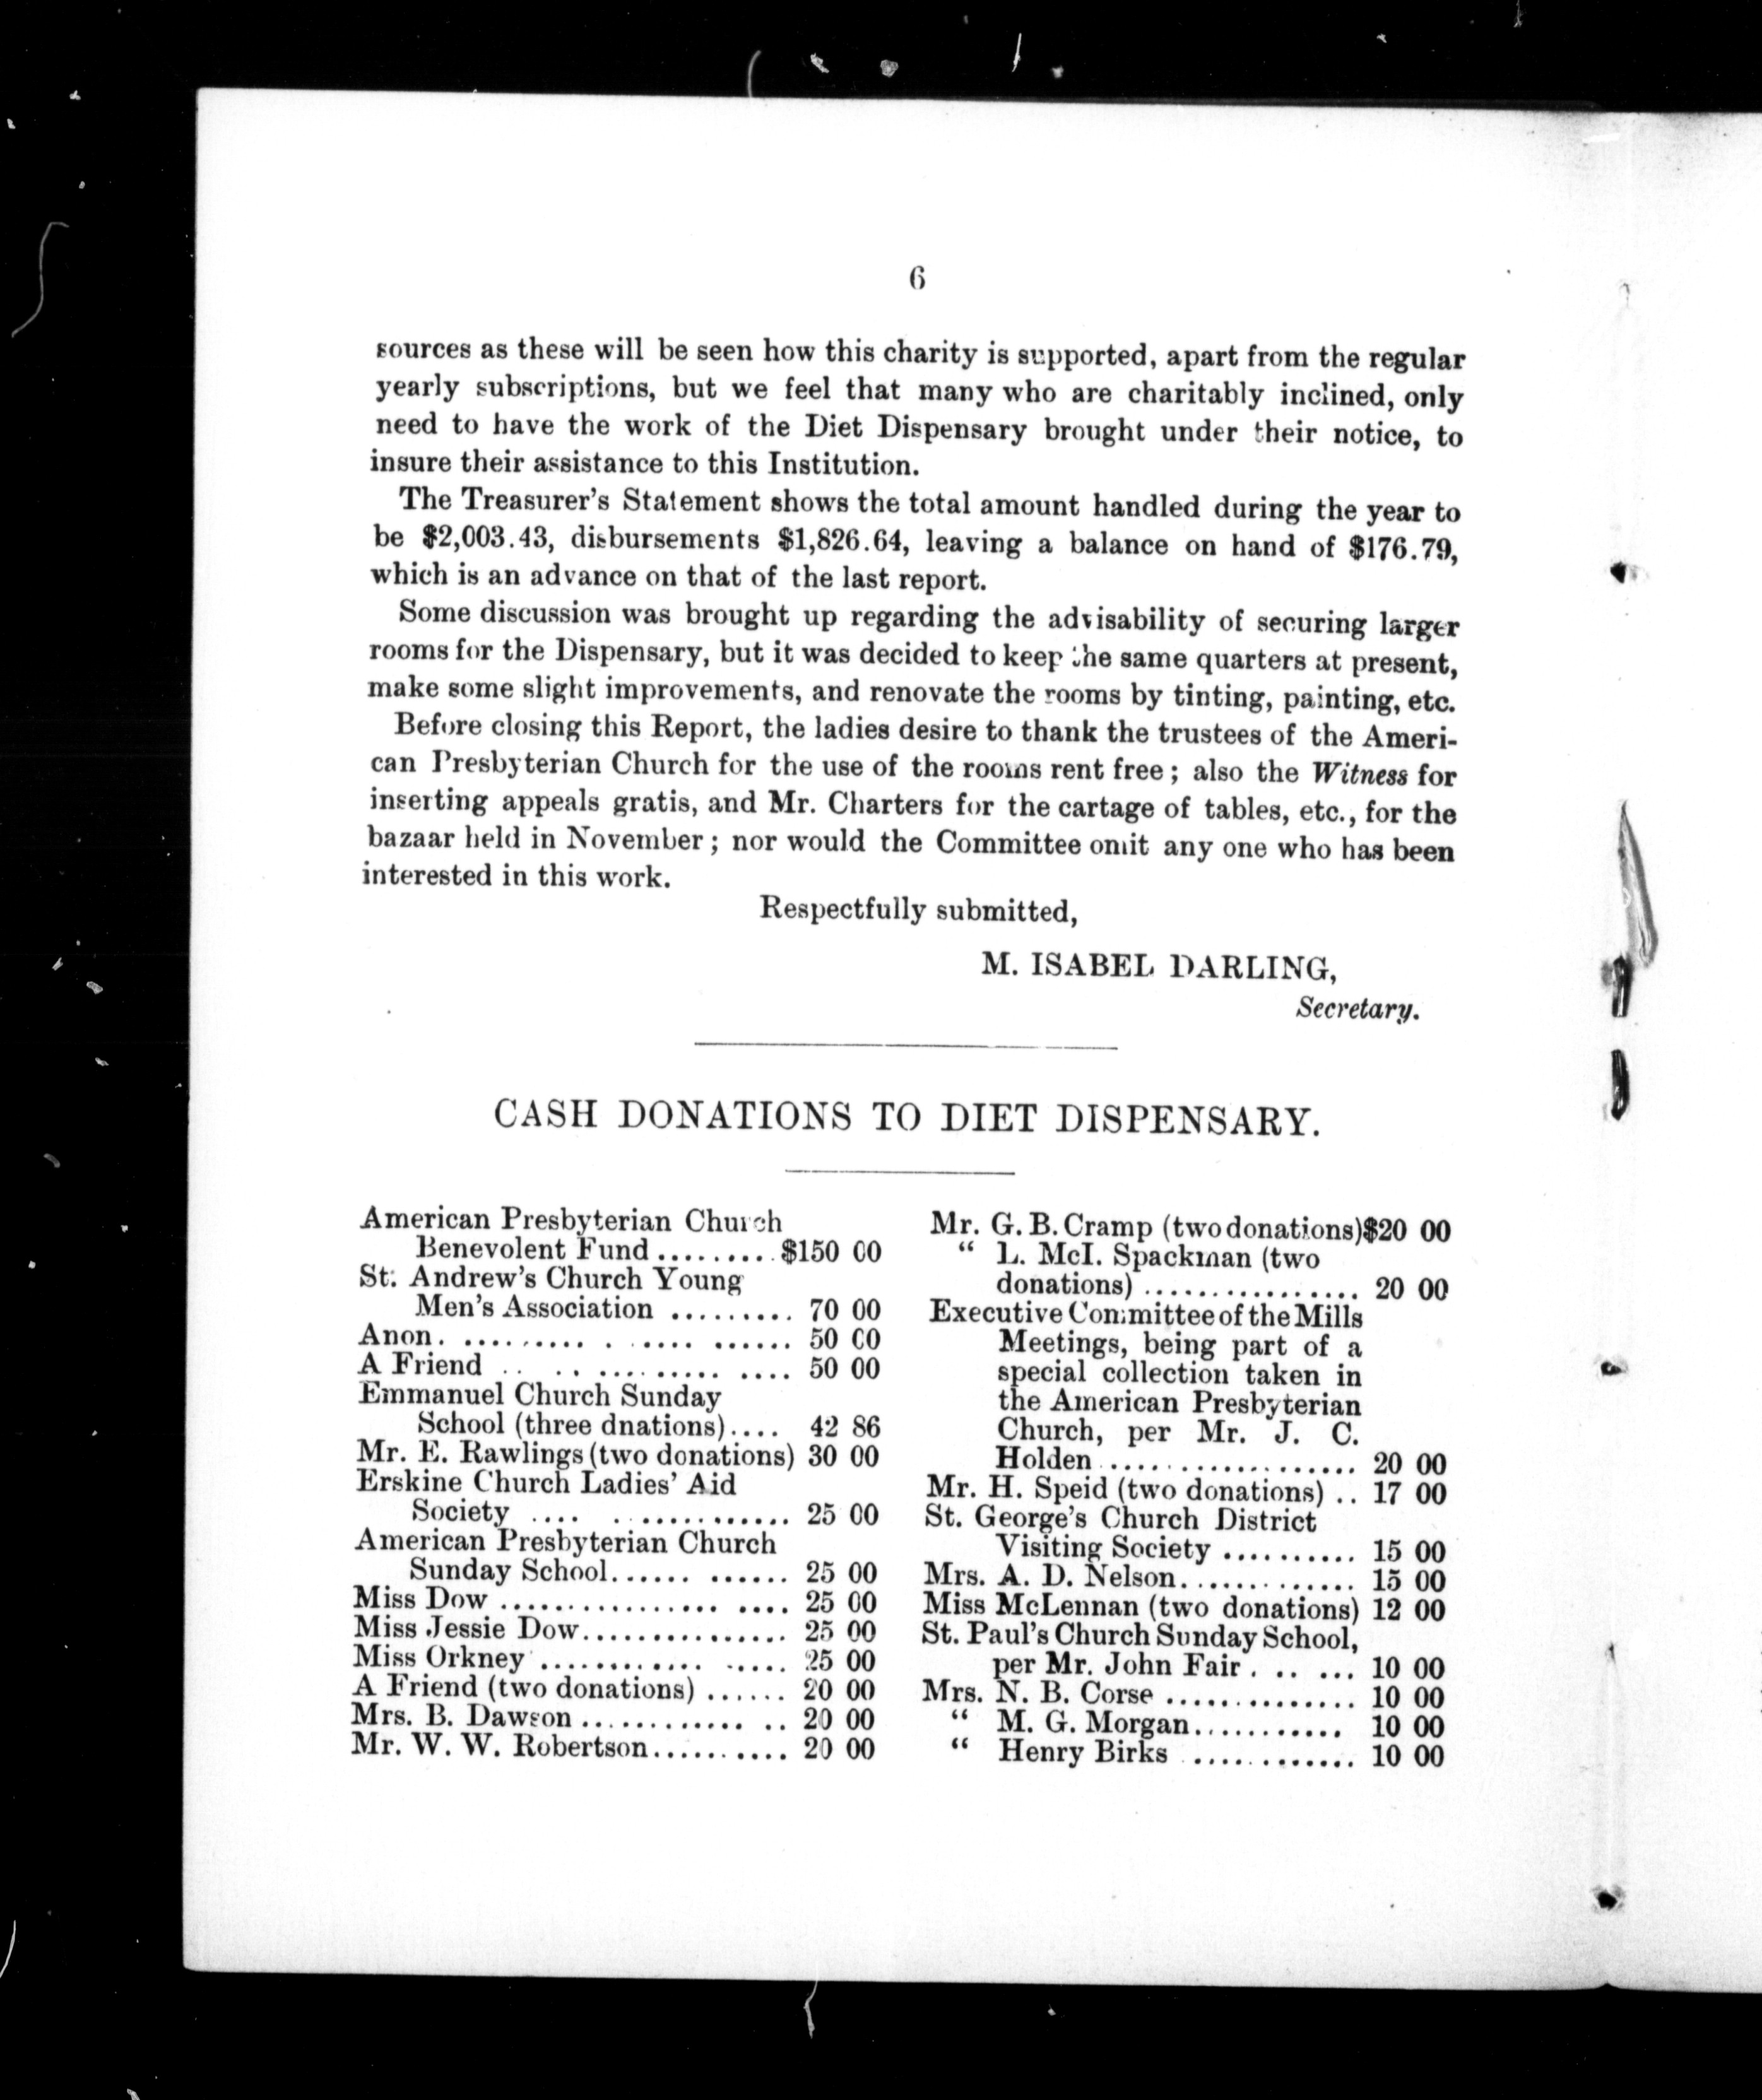 6
sources as these will be seen how this charity is supported, apart from the regular
yearly subscriptions, but we feel that many who are charitably inclined, only
need to have the work of the Diet Dispensary brought under their notice, to
insure their assistance to this Institution.
The Treasurer's Statement shows the total amount handled during the year to
be $2,003.43, disbursements $1,826.64, leaving a balance on hand of $176.79,
which is an advance on that of the last report.
Some discussion was brought up regarding the advisability of securing larger
rooms for the Dispensary, but it was decided to keep the same quarters at present,
make some slight improvements, and renovate the rooms by tinting, painting, etc.
Before closing this Report, the ladies desire to thank the trustees of the Ameri-
can Presbyterian Church for the use of the rooms rent free; also the Witness for
inserting appeals gratis, and Mr. Charters for the cartage of tables, etc., for the
bazaar held in November; nor would the Committee omit any one who has been
interested in this work.
Respectfully submitted,
M. ISABEL DARLING,
Secretary.
CASH DONATIONS TO DIET DISPENSARY.
American Presbyterian Church
Benevolent Fund ......... $150 00
St. Andrew's Church Young
Men's Association ......... 70 00
Anon. .................... 50 00
A Friend .................... 50 00
Emmanuel Church Sunday
School (three dnations) .... 42 86
Mr. E. Rawlings (two donations) 30 00
Erskine Church Ladies' Aid
Society .................... 25 00
American Presbyterian Church
Sunday School ............ 25 00
Miss Dow .................... 25 00
Miss Jessie Dow ............... 25 00
Miss Orkney ................. 25 00
A Friend (two donations) ...... 20 00
Mrs. B. Dawson .............. 20 00
Mr. W. W. Robertson .......... 20 00
Mr. G. B. Cramp (two donations) $20 00
" L. McI. Spackman (two
donations) ................ 20 00
Executive Committee of the Mills
Meetings, being part of a
special collection taken in
the American Presbyterian
Church, per Mr. J. C.
Holden ................... 20 00
Mr. H. Speid (two donations) .. 17 00
St. George's Church District
Visiting Society .......... 15 00
Mrs. A. D. Nelson ............. 15 00
Miss McLennan (two donations) 12 00
St. Paul's Church Sunday School,
per Mr. John Fair ...... 10 00
Mrs. N. B. Corse .............. 10 00
" M. G. Morgan ........... 10 00
" Henry Birks ............ 10 00